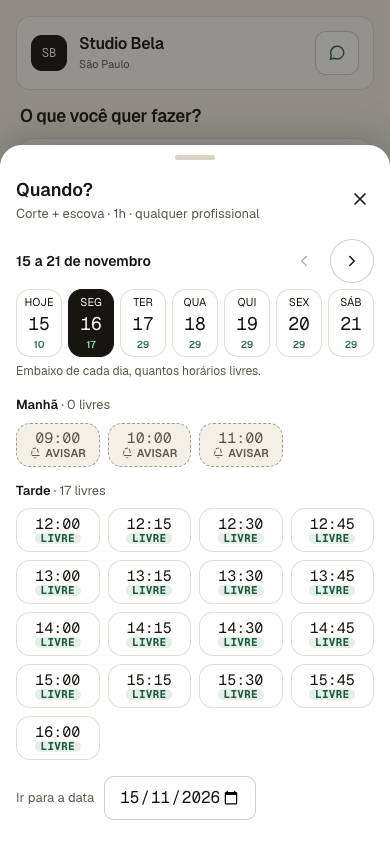 SB
Studio Bela
São Paulo
O que você quer fazer?
Quando?
Corte + escova · 1h · qualquer profissional
15 a 21 de novembro
HOJE SEG TER QUA QUI SEX SÁB
15 16 17 18 19 20 21
10 17 29 29 29 29 29
Embaixo de cada dia, quantos horários livres.
Manhã · 0 livres
09:00 10:00 11:00
AVISAR AVISAR AVISAR
Tarde · 17 livres
12:00 12:15 12:30 12:45
LIVRE LIVRE LIVRE LIVRE
13:00 13:15 13:30 13:45
LIVRE LIVRE LIVRE LIVRE
14:00 14:15 14:30 14:45
LIVRE LIVRE LIVRE LIVRE
15:00 15:15 15:30 15:45
LIVRE LIVRE LIVRE LIVRE
16:00
LIVRE
Ir para a data 15/11/2026